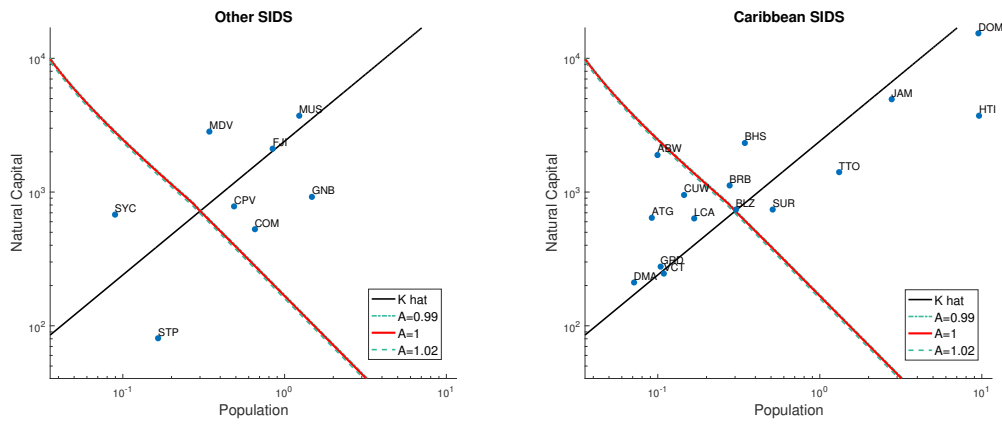 Other SIDS
Natural Capital
10^4
10^3
10^2
MDV
MUS
FJI
SYC
CPV
GNB
COM
STP
K hat
A=0.99
A=1
A=1.02
10^-1
10^0
10^1
Population
Caribbean SIDS
Natural Capital
10^4
10^3
10^2
DOM
JAM
HTI
ABW
BHS
TTO
CUW
BRB
ATG
LCA
BLZ
SUR
GRD
VCT
DMA
K hat
A=0.99
A=1
A=1.02
10^-1
10^0
10^1
Population